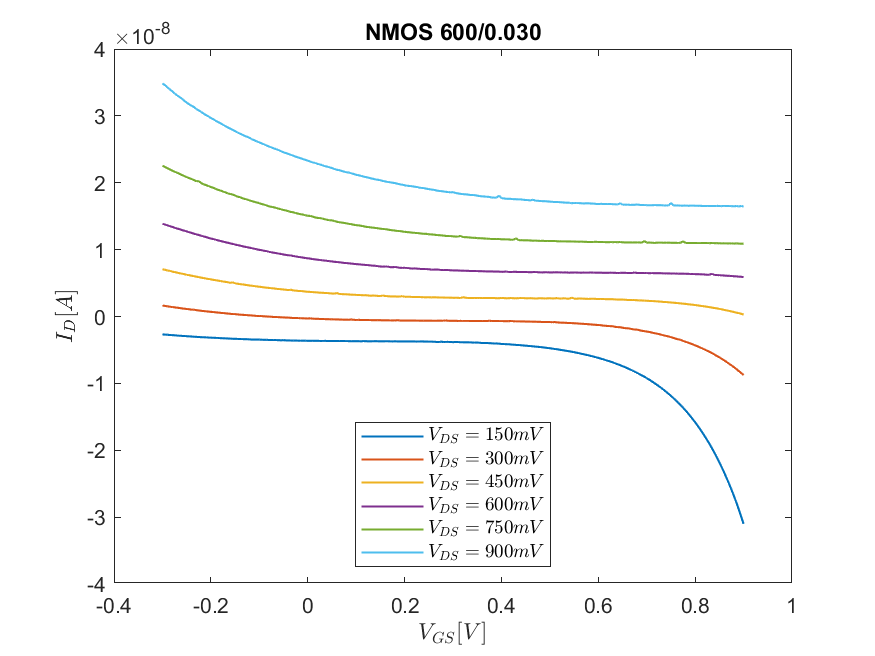 NMOS 600/0.030
×10-8
4
3
2
1
0
-1
-2
-3
-4
-0.4 -0.2 0 0.2 0.4 0.6 0.8 1
I_D[A]
V_GS[V]
V_DS = 150mV
V_DS = 300mV
V_DS = 450mV
V_DS = 600mV
V_DS = 750mV
V_DS = 900mV